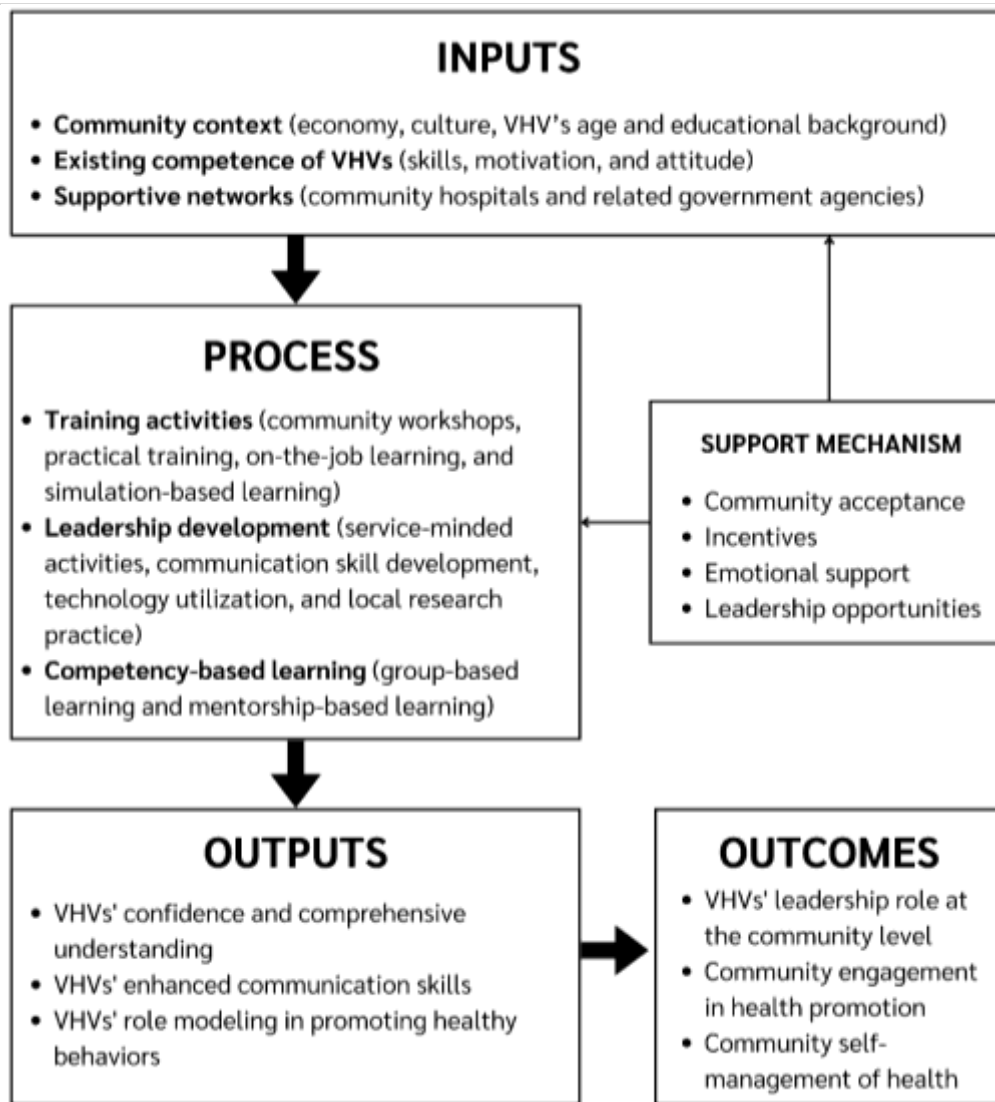 INPUTS
• Community context (economy, culture, VHV's age and educational background)
• Existing competence of VHVs (skills, motivation, and attitude)
• Supportive networks (community hospitals and related government agencies)
PROCESS
• Training activities (community workshops,
practical training, on-the-job learning, and
simulation-based learning)
• Leadership development (service-minded
activities, communication skill development,
technology utilization, and local research
practice)
• Competency-based learning (group-based
learning and mentorship-based learning)
SUPPORT MECHANISM
• Community acceptance
• Incentives
• Emotional support
• Leadership opportunities
OUTPUTS
• VHVs' confidence and comprehensive
understanding
• VHVs' enhanced communication skills
• VHVs' role modeling in promoting healthy
behaviors
OUTCOMES
• VHVs' leadership role at
the community level
• Community engagement
in health promotion
• Community self-
management of health